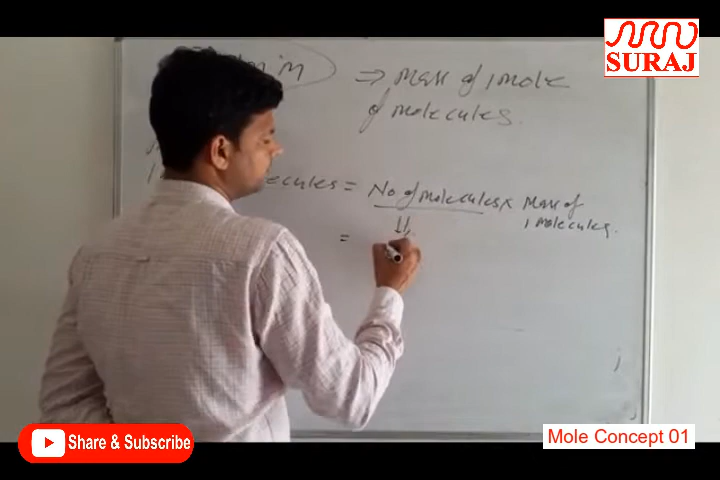 SURAJ
⇒ Mass of 1 mole
of molecules.
ecules = No of molecules x Mass of
1 molecules.
=
Share & Subscribe
Mole Concept 01